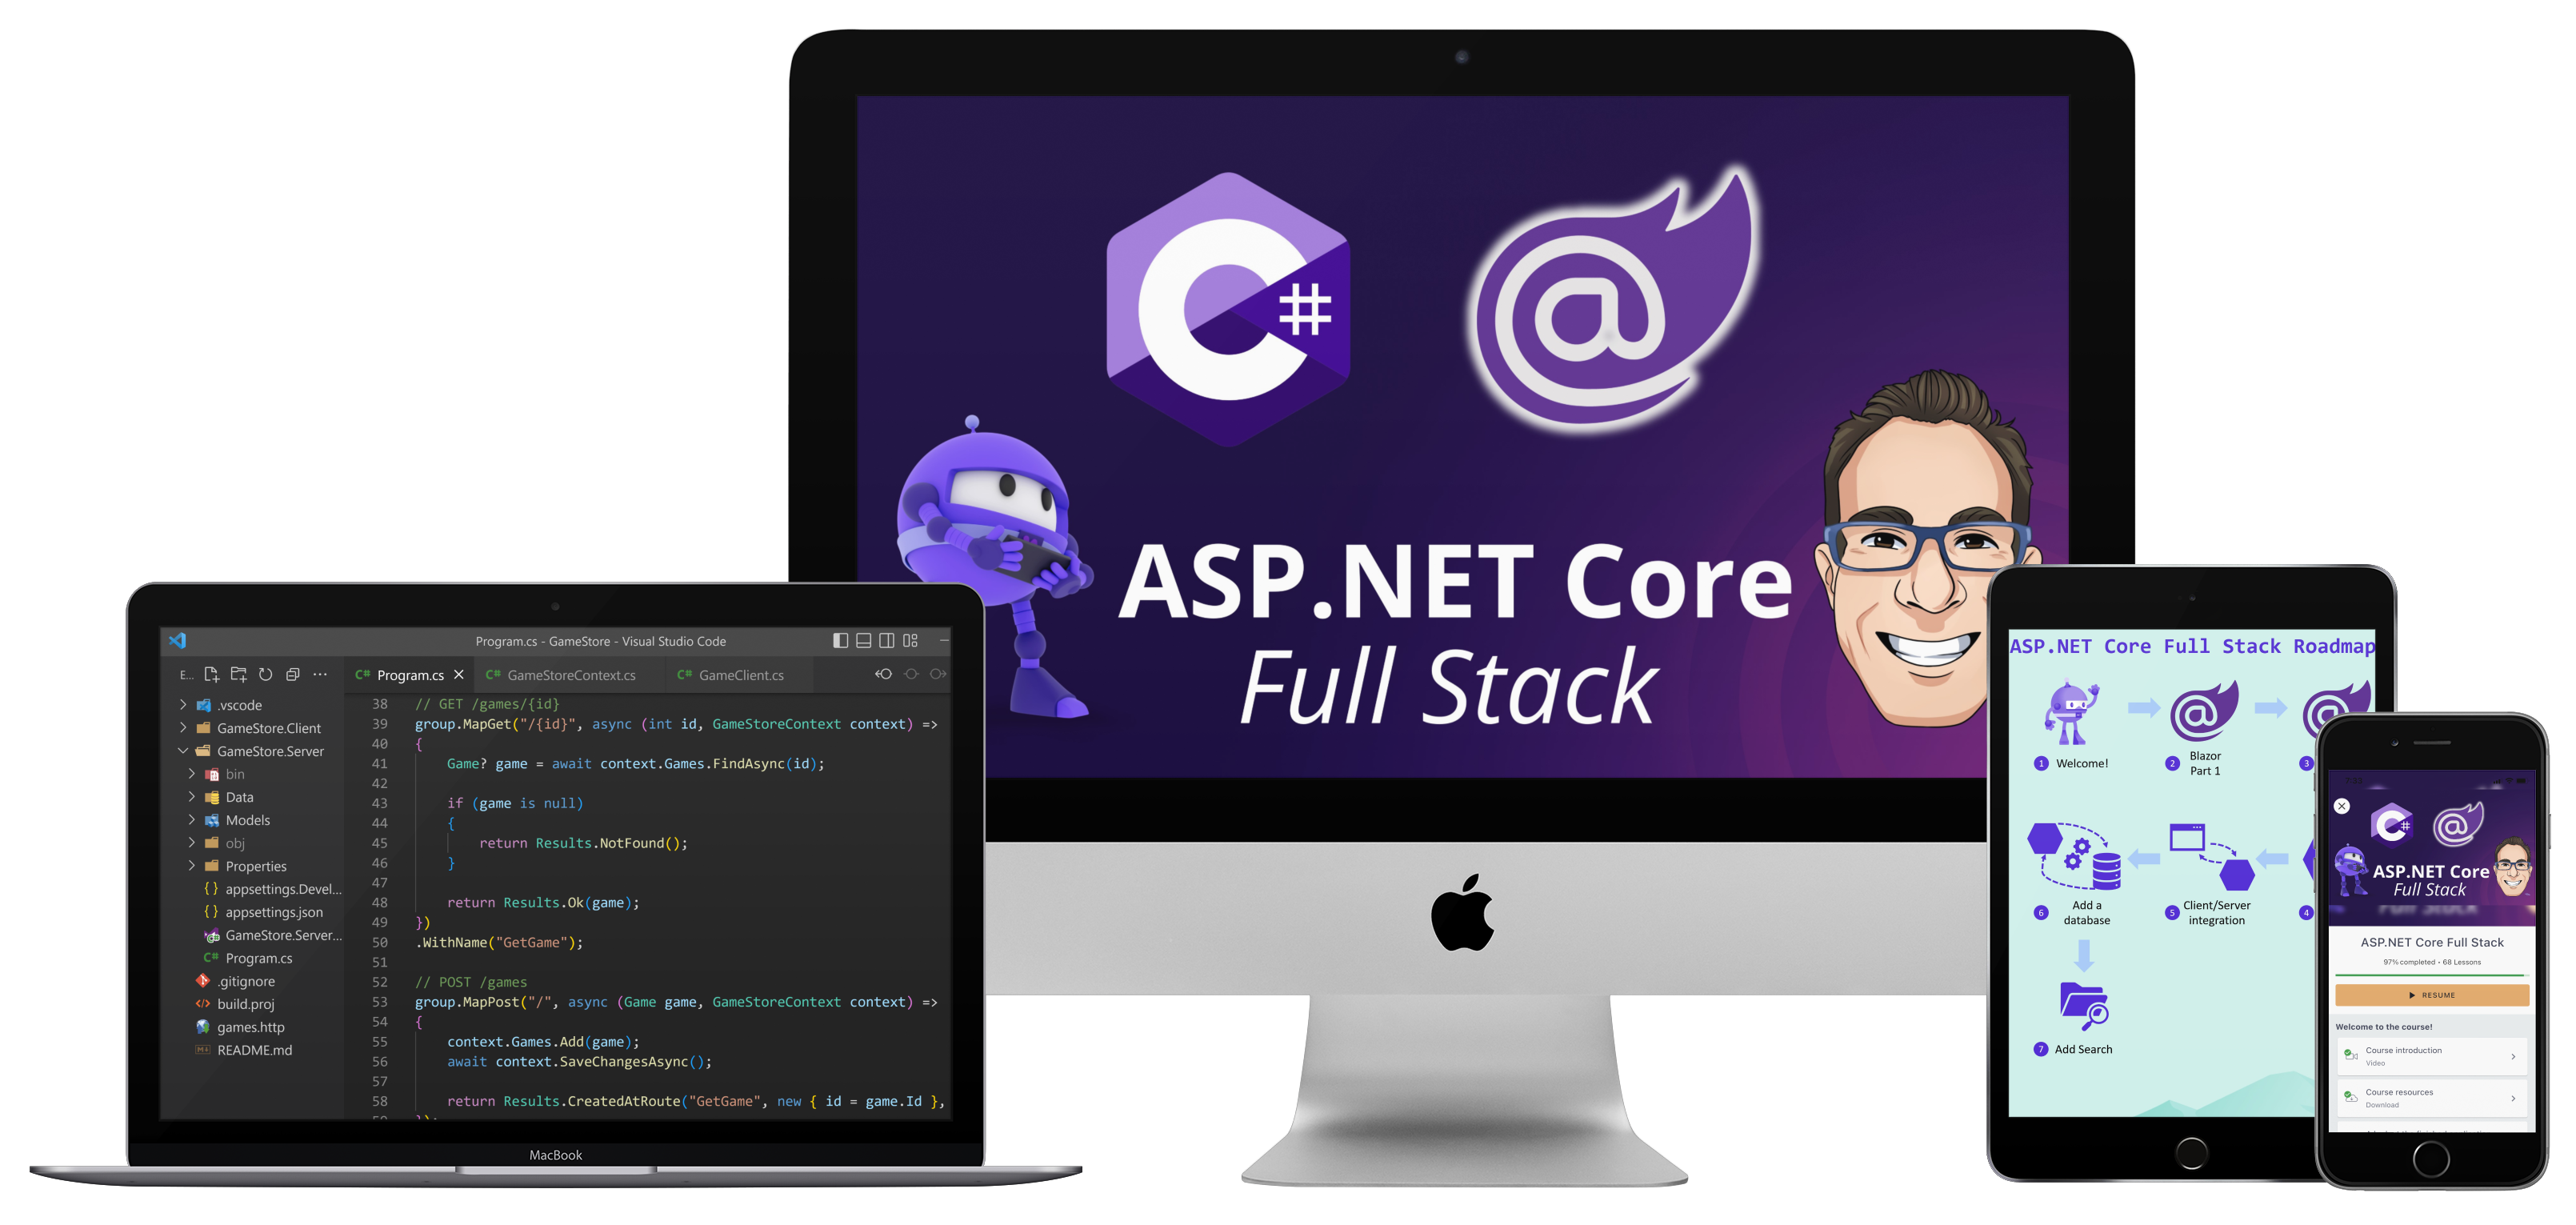 C#
@
ASP.NET Core
Full Stack
Program.cs - GameStore - Visual Studio Code
E...
C# Program.cs
C# GameStoreContext.cs
C# GameClient.cs
.vscode
GameStore.Client
GameStore.Server
bin
Data
Models
obj
Properties
{} appsettings.Devel...
{} appsettings.json
GameStore.Server...
C# Program.cs
.gitignore
build.proj
games.http
README.md
38 // GET /games/{id}
39 group.MapGet("/{id}", async (int id, GameStoreContext context) =>
40 {
41 Game? game = await context.Games.FindAsync(id);
42
43 if (game is null)
44 {
45 return Results.NotFound();
46 }
47
48 return Results.Ok(game);
49 })
50 .WithName("GetGame");
51
52 // POST /games
53 group.MapPost("/", async (Game game, GameStoreContext context) =>
54 {
55 context.Games.Add(game);
56 await context.SaveChangesAsync();
57
58 return Results.CreatedAtRoute("GetGame", new { id = game.Id },
MacBook
ASP.NET Core Full Stack Roadmap
1 Welcome!
2 Blazor
Part 1
3
6 Add a
database
5 Client/Server
integration
4
7 Add Search
C#
@
ASP.NET Core
Full Stack
ASP.NET Core Full Stack
97% completed • 68 Lessons
RESUME
Welcome to the course!
Course introduction
Video
Course resources
Download